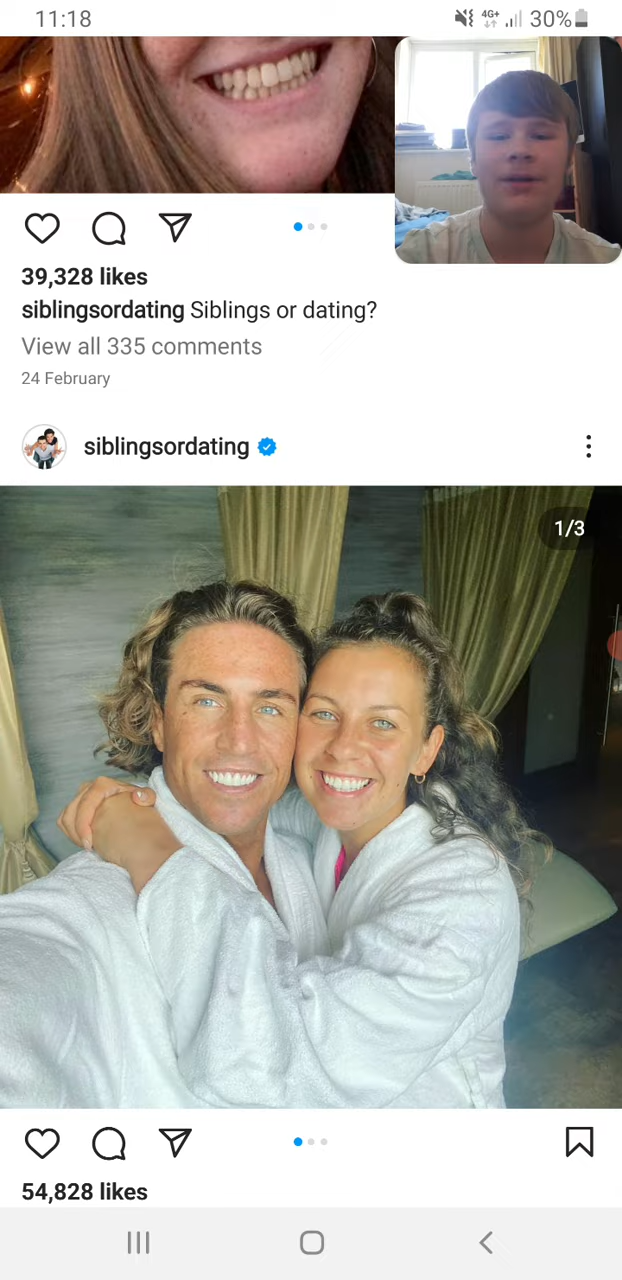 11:18
4G+
30%
39,328 likes
siblingsordating Siblings or dating?
View all 335 comments
24 February
siblingsordating
1/3
54,828 likes